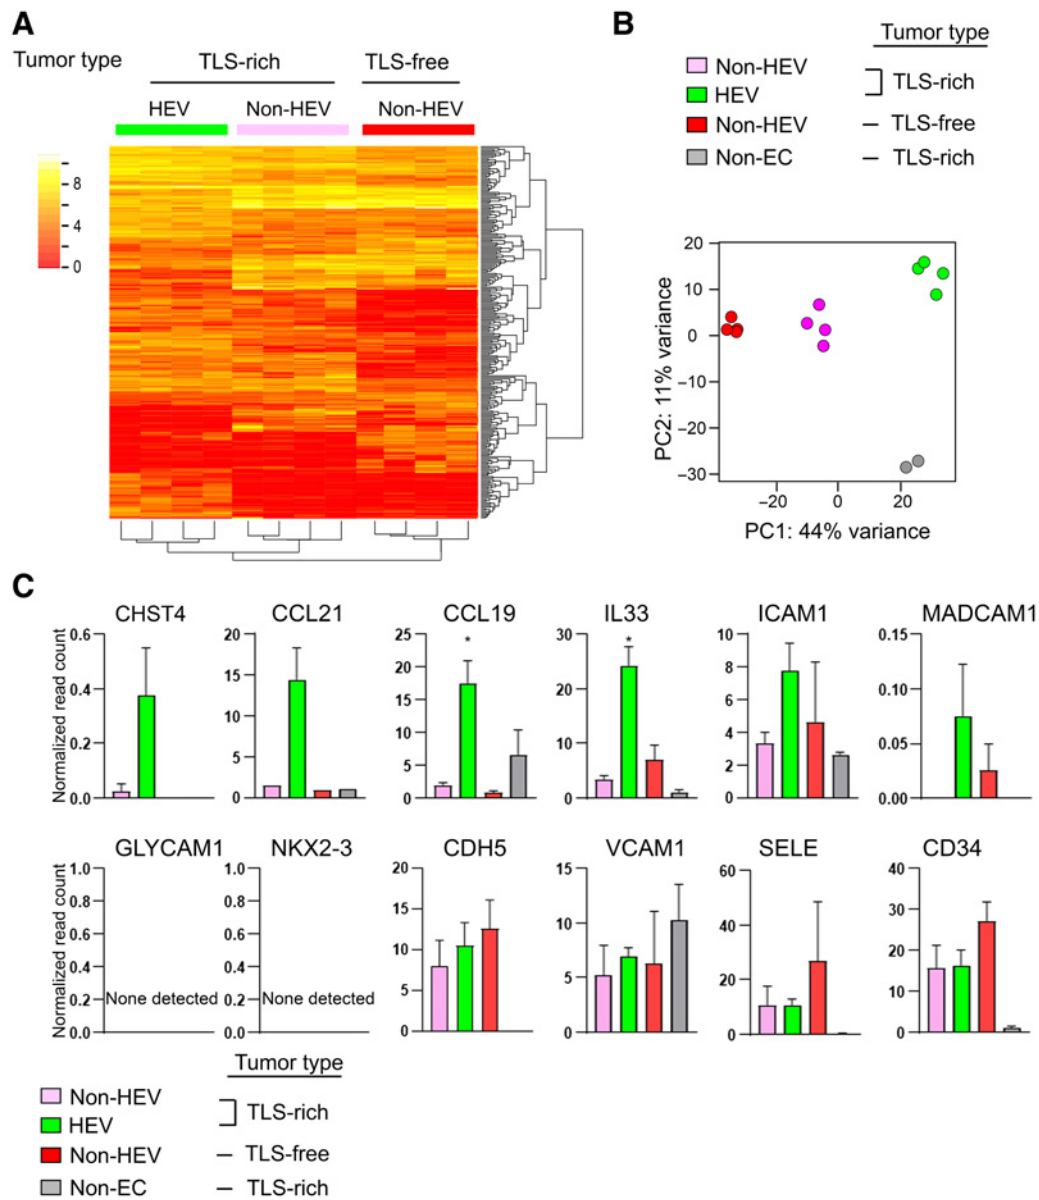 A
Tumor type
TLS-rich
TLS-free
HEV
Non-HEV
Non-HEV
8
4
0
B
Tumor type
Non-HEV
HEV
TLS-rich
Non-HEV
TLS-free
Non-EC
TLS-rich
20
10
0
−10
−20
−30
PC2: 11% variance
−20
0
20
PC1: 44% variance
C
CHST4
CCL21
CCL19
IL33
ICAM1
MADCAM1
Normalized read count
0.6
0.4
0.2
0.0
20
15
10
5
0
25
20
15
10
5
0
*
30
20
10
0
*
10
8
6
4
2
0
0.15
0.10
0.05
0.00
GLYCAM1
NKX2-3
CDH5
VCAM1
SELE
CD34
Normalized read count
1.0
0.8
0.6
0.4
0.2
0.0
None detected
1.0
0.8
0.6
0.4
0.2
0.0
None detected
20
15
10
5
0
15
10
5
0
60
40
20
0
40
30
20
10
0
Tumor type
Non-HEV
HEV
TLS-rich
Non-HEV
TLS-free
Non-EC
TLS-rich